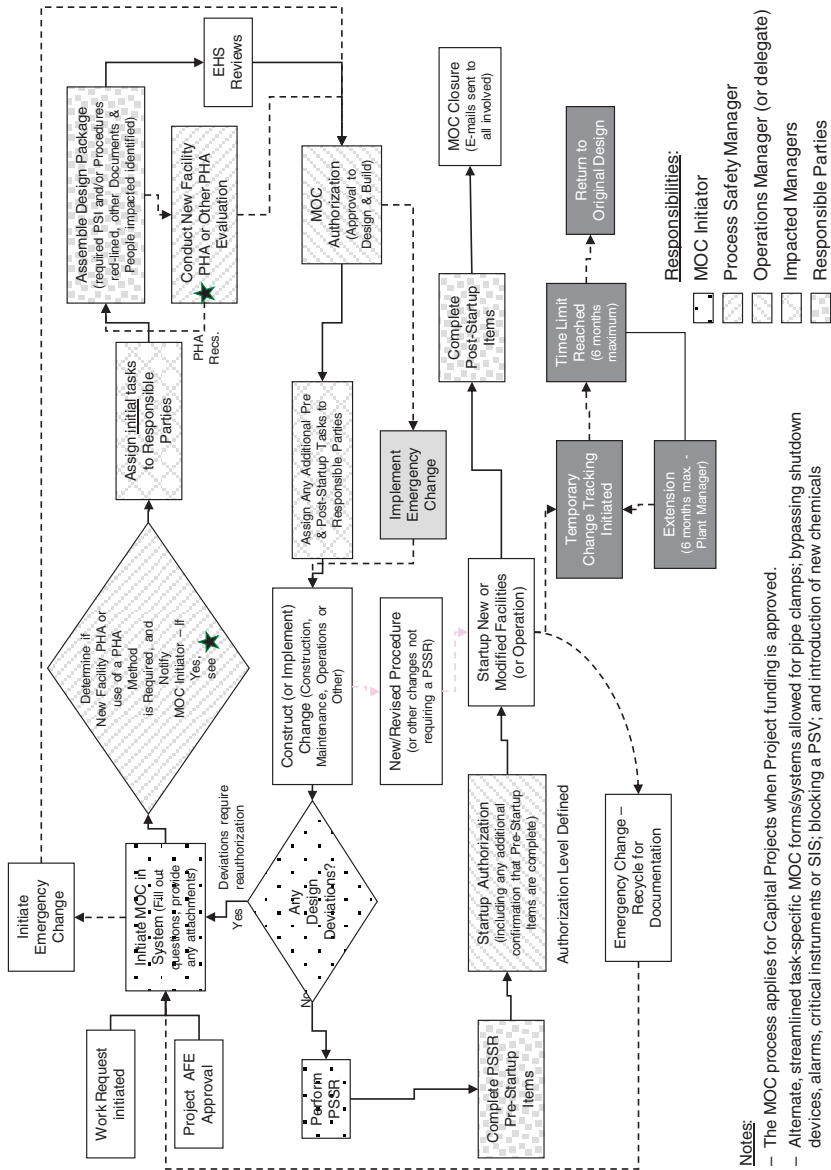 Work Request
initiated
Project AFE
Approval
Initiate
Emergency
Change
Initiate MOC in
System (Fill out
questions, provide
any attachments)
Determine if
New Facility PHA or
use of a PHA
Method
is Required, and
Notify
MOC Initiator – If
Yes,
see
Assign initial tasks
to Responsible
Parties
Assemble Design Package
(required PSI and/or Procedures
red-lined, other Documents &
People impacted identified)
PHA
Recs.
Conduct New Facility
PHA or Other PHA
Evaluation
EHS
Reviews
MOC
Authorization
(Approval to
Design & Build)
Assign Any Additional Pre
& Post-Startup Tasks to
Responsible Parties
Implement
Emergency
Change
Construct (or Implement)
Change (Construction,
Maintenance, Operations or
Other)
New/Revised Procedure
(or other changes not
requiring a PSSR)
Any
Design
Deviations?
Yes
Deviations require
reauthorization
No
Perform
PSSR
Complete PSSR
Pre-Startup
Items
Startup Authorization
(including any additional
confirmation that Pre-Startup
Items are complete)
Authorization Level Defined
Startup New or
Modified Facilities
(or Operation)
Complete
Post-Startup
Items
MOC Closure
(E-mails sent to
all involved)
Emergency Change –
Recycle for
Documentation
Temporary
Change Tracking
Initiated
Time Limit
Reached
(6 months
maximum)
Return to
Original Design
Extension
(6 months max. -
Plant Manager)
Responsibilities:
MOC Initiator
Process Safety Manager
Operations Manager (or delegate)
Impacted Managers
Responsible Parties
Notes:
– The MOC process applies for Capital Projects when Project funding is approved.
– Alternate, streamlined task-specific MOC forms/systems allowed for pipe clamps; bypassing shutdown
devices, alarms, critical instruments or SIS; blocking a PSV; and introduction of new chemicals